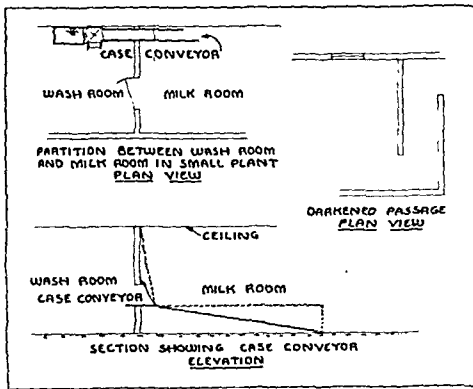 CASE CONVEYOR
WASH ROOM MILK ROOM
PARTITION BETWEEN WASH ROOM
AND MILK ROOM IN SMALL PLANT
PLAN VIEW
DARKENED PASSAGE
PLAN VIEW
CEILING
WASH ROOM
CASE CONVEYOR
MILK ROOM
SECTION SHOWING CASE CONVEYOR
ELEVATION